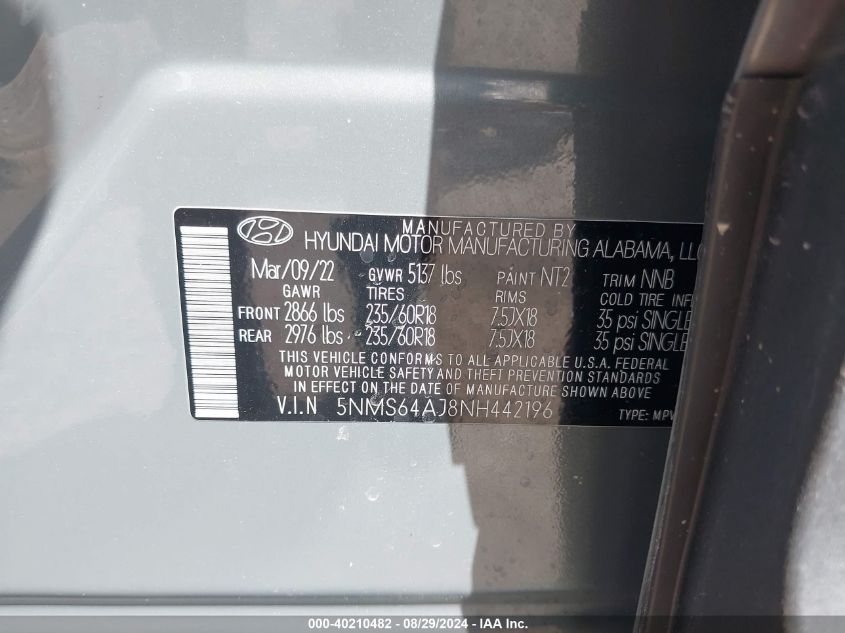 MANUFACTURED BY
HYUNDAI MOTOR MANUFACTURING ALABAMA, LLC
Mar/09/22 GVWR 5137 lbs PAINT NT2 TRIM NNB
GAWR TIRES RIMS COLD TIRE INF
FRONT 2866 lbs 235/60R18 7.5JX18 35 psi SINGLE
REAR 2976 lbs 235/60R18 7.5JX18 35 psi SINGLE
THIS VEHICLE CONFORMS TO ALL APPLICABLE U.S.A. FEDERAL
MOTOR VEHICLE SAFETY AND THEFT PREVENTION STANDARDS
IN EFFECT ON THE DATE OF MANUFACTURE SHOWN ABOVE
V.I.N 5NMS64AJ8NH442196 TYPE: MPV
000-40210482 - 08/29/2024 - IAA Inc.